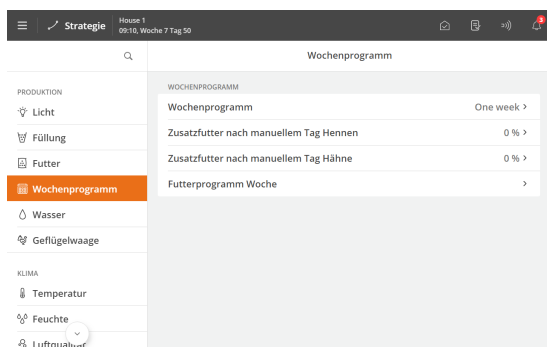 Strategie
House 1
09:10, Woche 7 Tag 50
3
Wochenprogramm
PRODUKTION
Licht
Füllung
Futter
Wochenprogramm
Wasser
Geflügelwaage
KLIMA
Temperatur
Feuchte
Luftqualität
WOCHENPROGRAMM
Wochenprogramm One week
Zusatzfutter nach manuellem Tag Hennen 0 %
Zusatzfutter nach manuellem Tag Hähne 0 %
Futterprogramm Woche